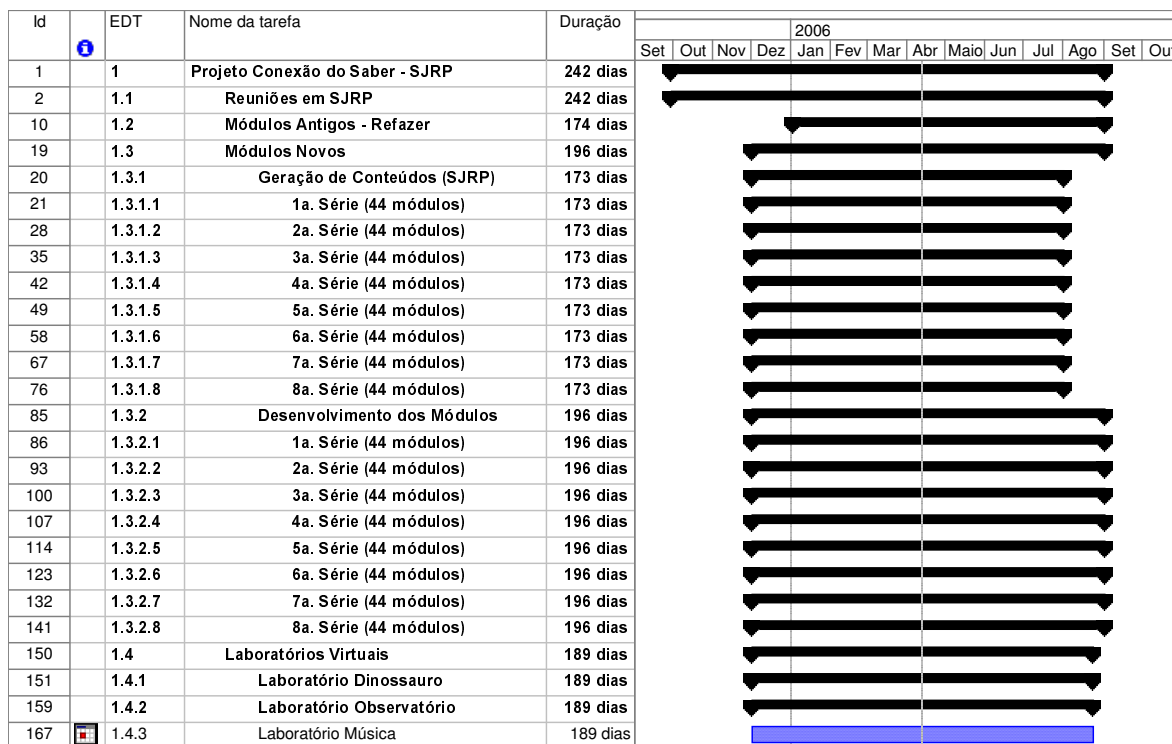 Id EDT Nome da tarefa Duração
2006
Set Out Nov Dez Jan Fev Mar Abr Maio Jun Jul Ago Set Out
1 1 Projeto Conexão do Saber - SJRP 242 dias
2 1.1 Reuniões em SJRP 242 dias
10 1.2 Módulos Antigos - Refazer 174 dias
19 1.3 Módulos Novos 196 dias
20 1.3.1 Geração de Conteúdos (SJRP) 173 dias
21 1.3.1.1 1a. Série (44 módulos) 173 dias
28 1.3.1.2 2a. Série (44 módulos) 173 dias
35 1.3.1.3 3a. Série (44 módulos) 173 dias
42 1.3.1.4 4a. Série (44 módulos) 173 dias
49 1.3.1.5 5a. Série (44 módulos) 173 dias
58 1.3.1.6 6a. Série (44 módulos) 173 dias
67 1.3.1.7 7a. Série (44 módulos) 173 dias
76 1.3.1.8 8a. Série (44 módulos) 173 dias
85 1.3.2 Desenvolvimento dos Módulos 196 dias
86 1.3.2.1 1a. Série (44 módulos) 196 dias
93 1.3.2.2 2a. Série (44 módulos) 196 dias
100 1.3.2.3 3a. Série (44 módulos) 196 dias
107 1.3.2.4 4a. Série (44 módulos) 196 dias
114 1.3.2.5 5a. Série (44 módulos) 196 dias
123 1.3.2.6 6a. Série (44 módulos) 196 dias
132 1.3.2.7 7a. Série (44 módulos) 196 dias
141 1.3.2.8 8a. Série (44 módulos) 196 dias
150 1.4 Laboratórios Virtuais 189 dias
151 1.4.1 Laboratório Dinossauro 189 dias
159 1.4.2 Laboratório Observatório 189 dias
167 1.4.3 Laboratório Música 189 dias